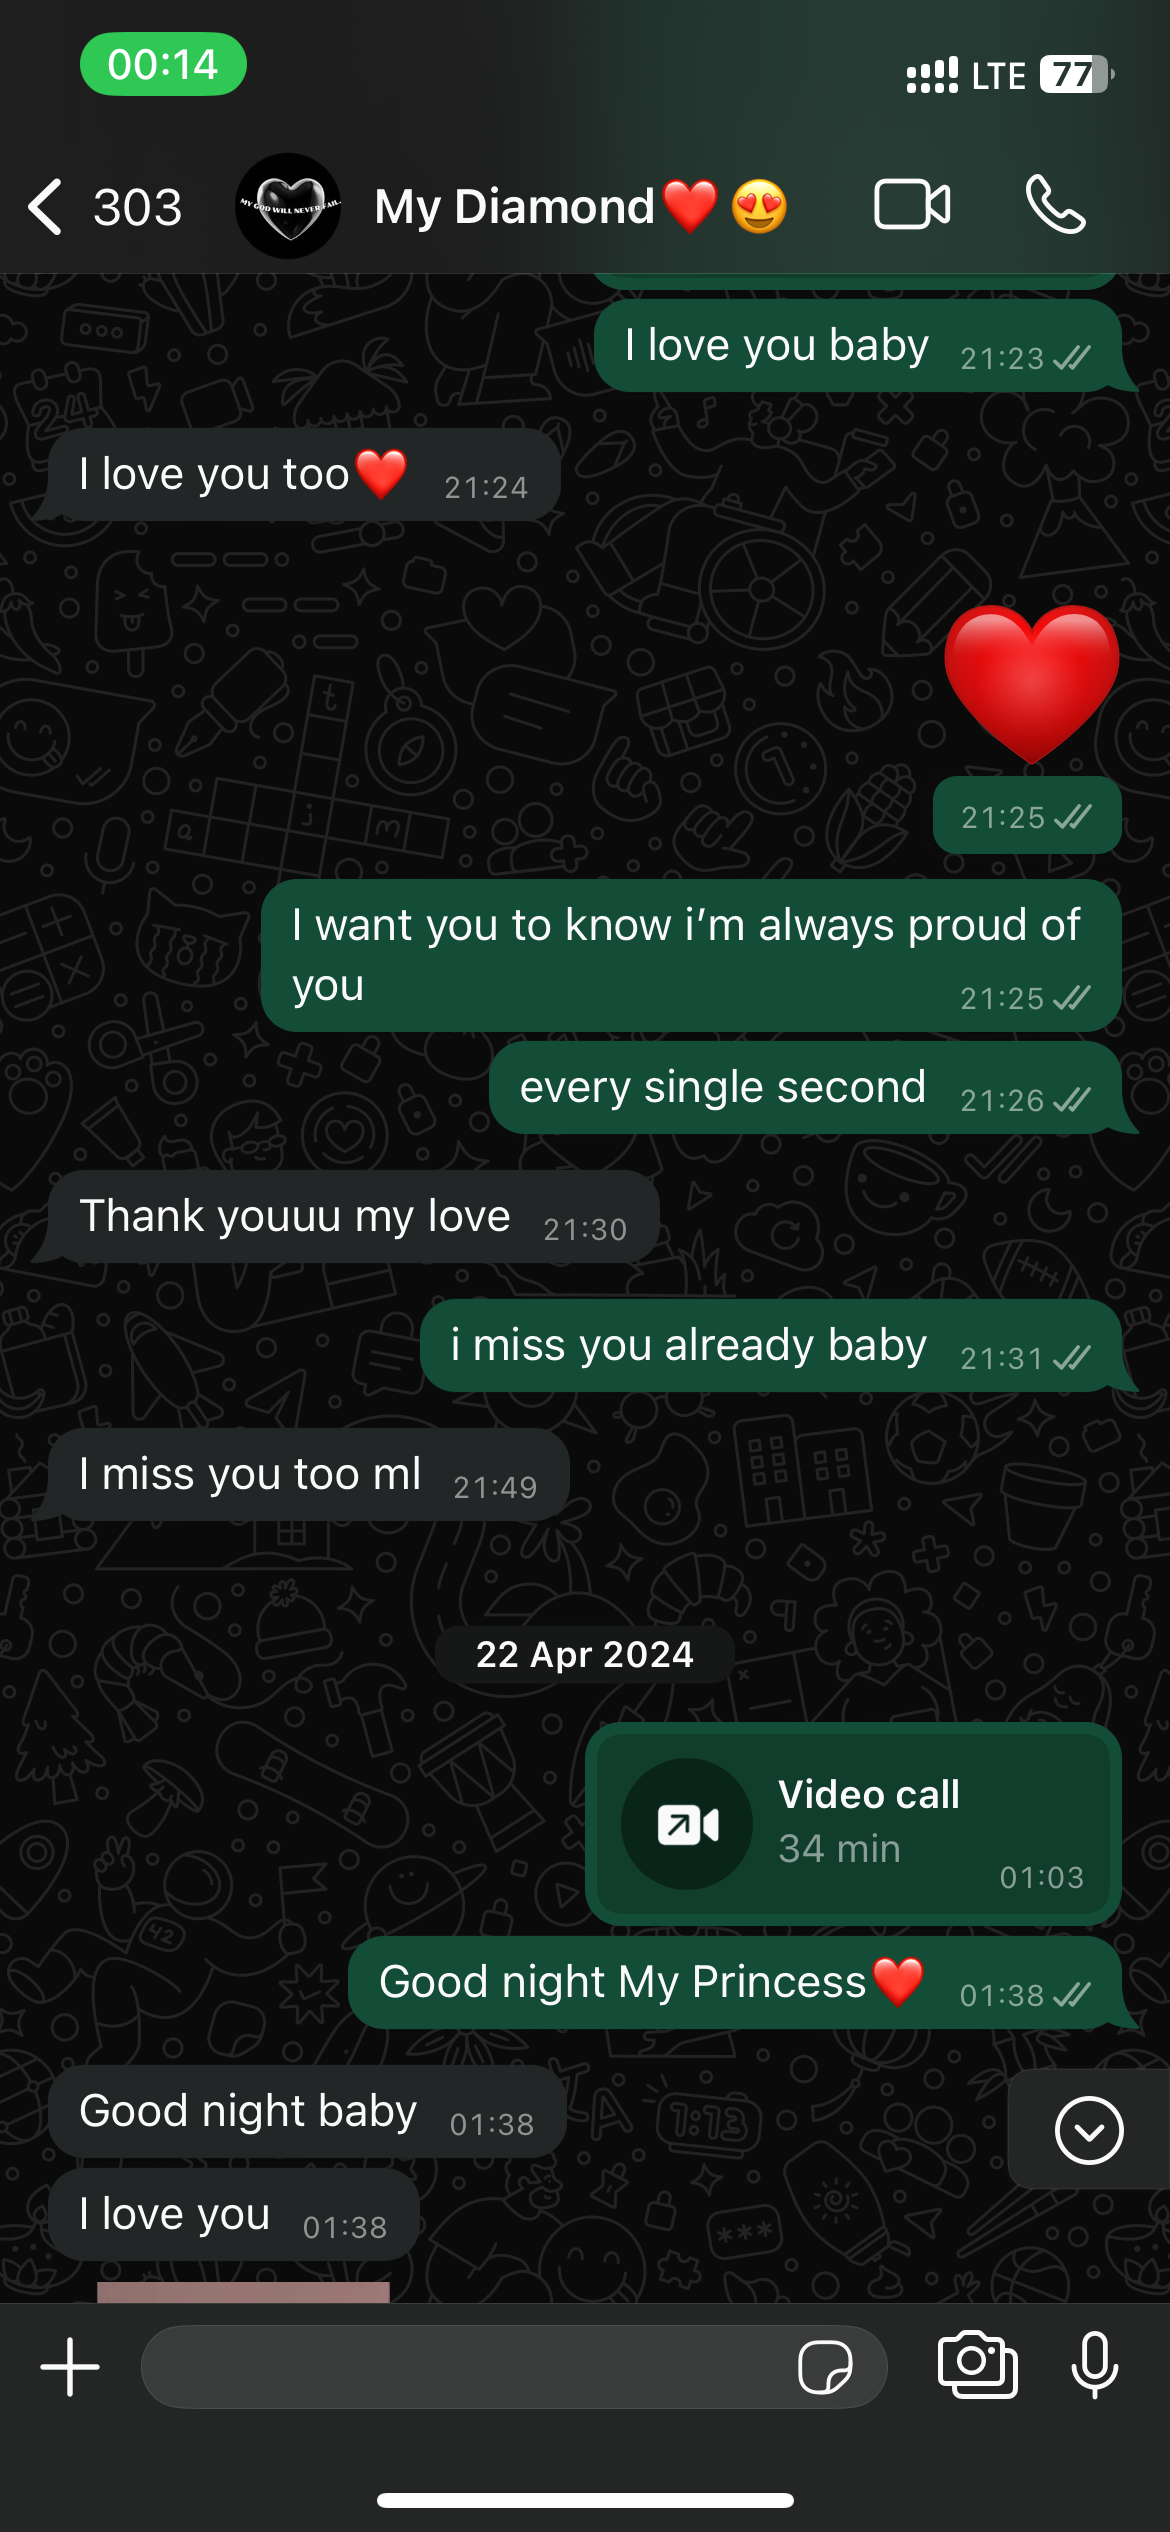 00:14
LTE 77
303
MY GOD WILL NEVER FAIL.
My Diamond❤️😍
I love you baby 21:23
I love you too❤️ 21:24
❤️
21:25
I want you to know i'm always proud of
you 21:25
every single second 21:26
Thank youuu my love 21:30
i miss you already baby 21:31
I miss you too ml 21:49
22 Apr 2024
Video call
34 min
01:03
Good night My Princess❤️ 01:38
Good night baby 01:38
I love you 01:38